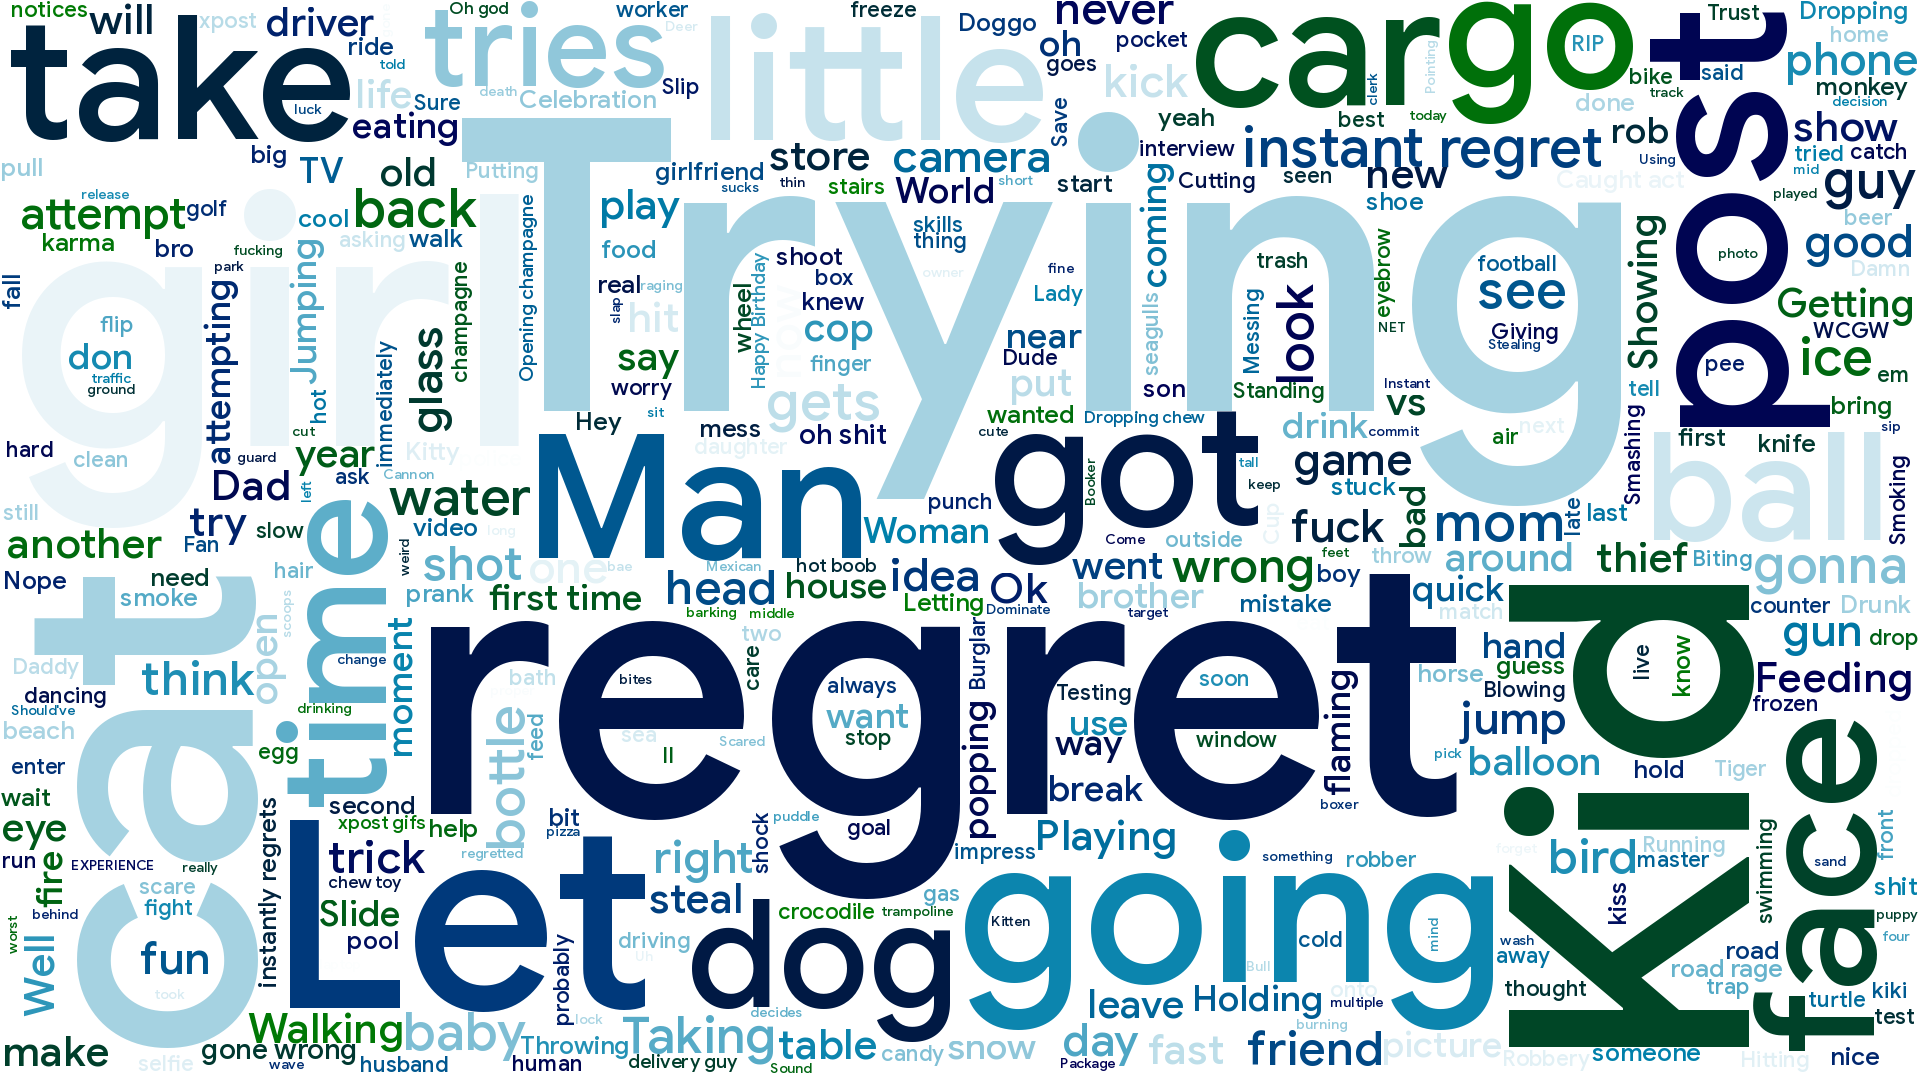 notices
will
xpost
driver
Oh god
worker
freeze
Doggo
never
pocket
oh
goes
cargo
RIP
post
Trust
Dropping
home
phone
monkey
decision
take
luck
ride
told
life
Sure
eating
tries
death
Celebration
Slip
Deer
little
Save
kick
clerk
Pointing
yeah
best
today
bike
track
said
done
rob
show
tried
catch
mid
pull
big
TV
old
Putting
girlfriend
sucks
store
thin
camera
World
short
start
interview
instant regret
Cutting
seen
new
shoe
Using
Caught act
played
guy
beer
release
attempt
golf
karma
bro
cool
back
asking
walk
fucking
park
Trying
play
food
stairs
skills
thing
coming
trash
eyebrow
football
see
Showing
photo
good
Damn
fall
girl
flip
don
traffic
ground
attempting
Jumping
hot
immediately
glass
champagne
Opening champagne
real
raging
slap
hit
wheel
Happy Birthday
shoot
box
knew
now
cop
finger
owner
fine
Lady
near
Dude
seagulls
Messing
look
NET
Giving
Stealing
Getting
WCGW
pee
ice
em
say
worry
sit
gets
put
son
Standing
Instant
vs
tell
bring
hard
clean
cut
guard
year
ask
Kitty
Cannon
Hey
mess
daughter
oh shit
wanted
cute
Dropping chew
drink
commit
air
next
Smashing
first
knife
sip
ball
Smoking
still
Dad
left
water
Man
punch
got
Booker
tall
keep
Cup
game
stuck
bad
mom
late
last
another
try
Fan
slow
time
video
long
weird
shot
one
bae
Mexican
Woman
hot boob
Come
outside
fuck
feet
throw
around
thief
Biting
gonna
Nope
need
smoke
hair
scoops
prank
first time
head
barking
middle
house
idea
Letting
Ok
Dominate
went
brother
target
wrong
mistake
boy
quick
match
counter
Drunk
cat
Daddy
think
open
change
moment
regret
bites
two
care
bath
always
want
stop
Burglar
popping
Testing
use
way
soon
window
flaming
horse
hand
guess
Blowing
Kid
live
know
gun
drop
Feeding
frozen
dancing
Should've
beach
drinking
egg
bottle
feed
sea
ll
Scared
break
pick
jump
balloon
hold
Tiger
face
enter
wait
eye
run
fire
EXPERIENCE
really
instantly regrets
second
xpost gifs
help
bit
pizza
regretted
puddle
shock
goal
impress
Playing
something
robber
boxer
forget
bird
master
Running
swimming
sand
front
shit
scare
fight
behind
worst
Well
fun
took
Let
trick
chew toy
Slide
pool
probably
right
steal
driving
Uh
crocodile
trampoline
gas
dog
Kitten
going
Bull
cold
mind
wash
away
kiss
road
road rage
trap
puppy
four
turtle
kiki
test
thought
make
selfie
Walking
gone wrong
wave
husband
baby
Throwing
human
lock
Taking
delivery guy
decides
table
Sound
candy
snow
leave
Holding
onto
multiple
day
Package
fast
burning
friend
picture
Robbery
someone
Hitting
nice